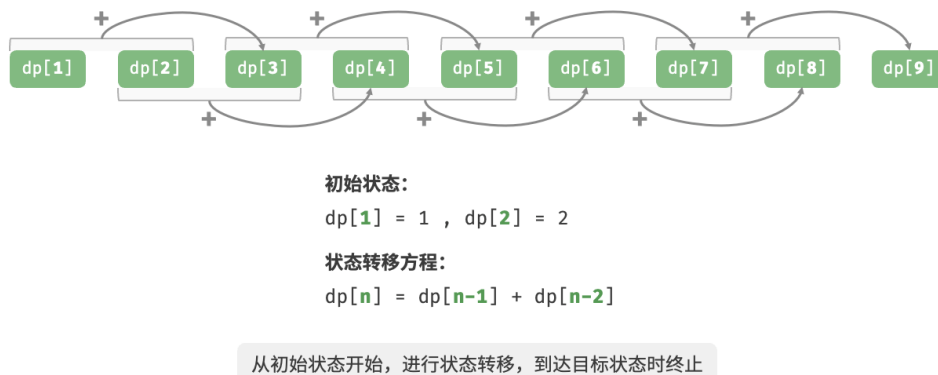 + + + +
dp[1] dp[2] dp[3] dp[4] dp[5] dp[6] dp[7] dp[8] dp[9]
+ + +
初始状态：
dp[1] = 1 , dp[2] = 2
状态转移方程：
dp[n] = dp[n-1] + dp[n-2]
从初始状态开始，进行状态转移，到达目标状态时终止